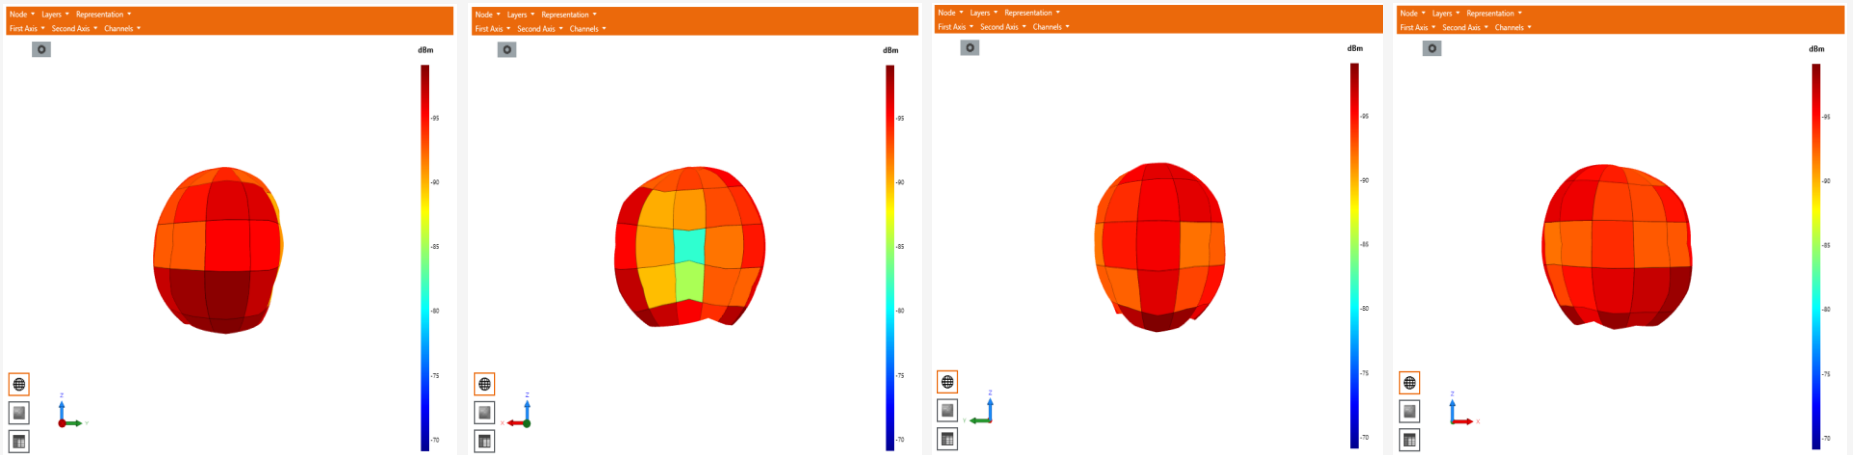 Node Layers Representation
First Axis Second Axis Channels
dBm
-95
-90
-85
-80
-75
-70
Z
Y
Node Layers Representation
First Axis Second Axis Channels
dBm
-95
-90
-85
-80
-75
-70
Z
X
Node Layers Representation
First Axis Second Axis Channels
dBm
-95
-90
-85
-80
-75
-70
Z
Node Layers Representation
First Axis Second Axis Channels
dBm
-95
-90
-85
-80
-75
-70
Z
X